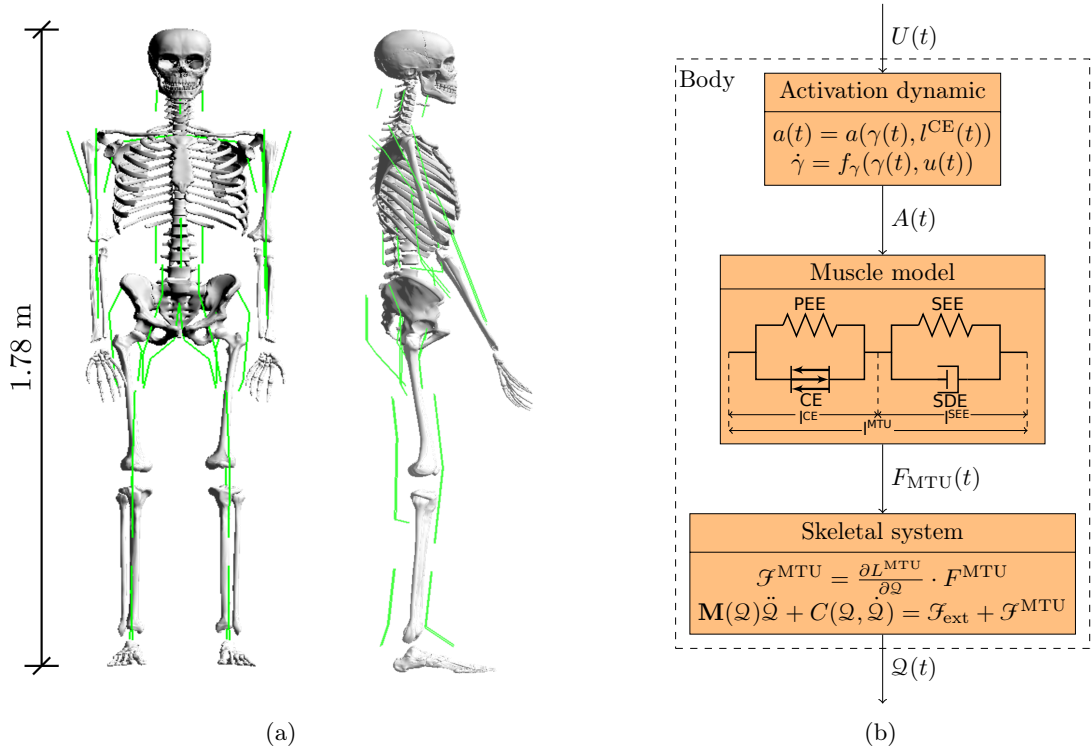 1.78 m
(a)
U(t)
Body
Activation dynamic
a(t) = a(γ(t), l^CE(t))
γ̇ = f_γ(γ(t), u(t))
A(t)
Muscle model
PEE SEE
CE SDE
l^CE l^SEE
l^MTU
F_MTU(t)
Skeletal system
ℱ^MTU = ∂L^MTU/∂𝒬 · F^MTU
𝐌(𝒬)𝒬̈ + C(𝒬, 𝒬̇) = ℱ_ext + ℱ^MTU
𝒬(t)
(b)